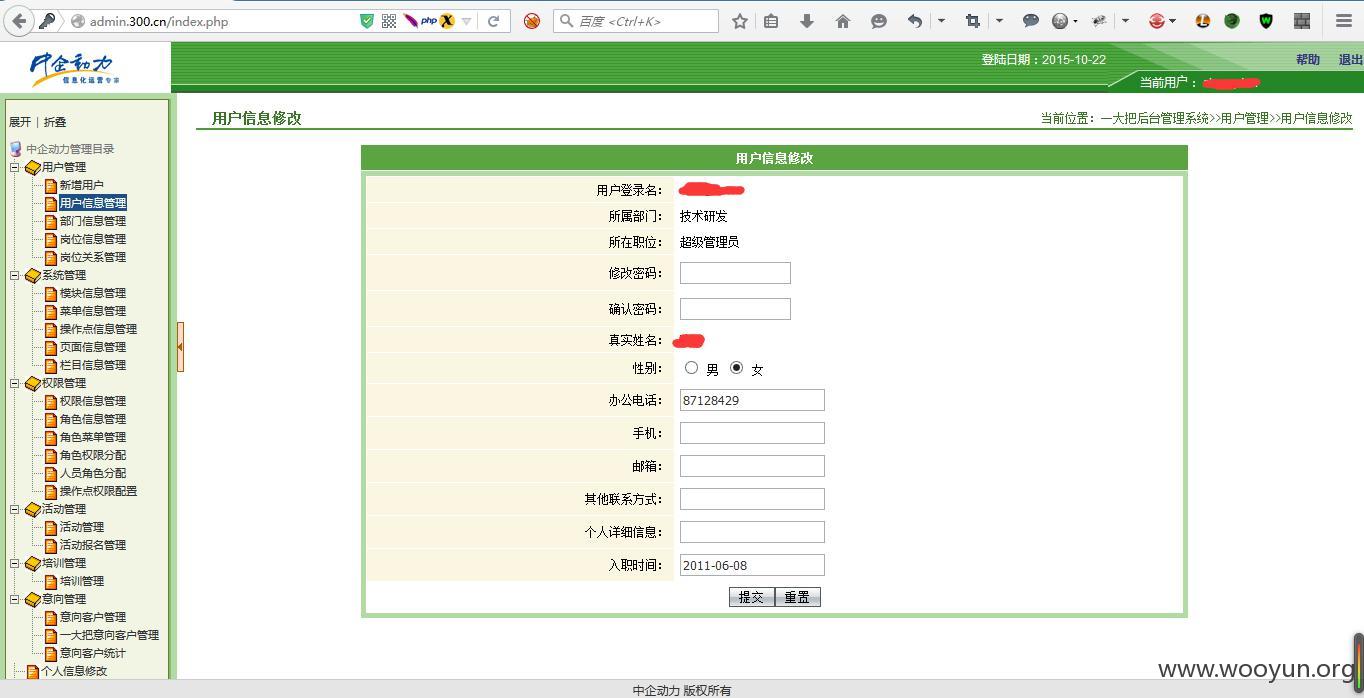 admin.300.cn/index.php
php
百度 <Ctrl+K>
中企动力
信息化运营专家
登陆日期：2015-10-22
帮助 退出
当前用户：
展开 | 折叠
用户信息修改
当前位置：一大把后台管理系统>>用户管理>>用户信息修改
中企动力管理目录
用户管理
新增用户
用户信息管理
部门信息管理
岗位信息管理
岗位关系管理
系统管理
模块信息管理
菜单信息管理
操作点信息管理
页面信息管理
栏目信息管理
权限管理
权限信息管理
角色信息管理
角色菜单管理
角色权限分配
人员角色分配
操作点权限配置
活动管理
活动管理
活动报名管理
培训管理
培训管理
意向管理
意向客户管理
一大把意向客户管理
意向客户统计
个人信息修改
用户信息修改
用户登录名：
所属部门： 技术研发
所在职位： 超级管理员
修改密码：
确认密码：
真实姓名：
性别： 男 女
办公电话： 87128429
手机：
邮箱：
其他联系方式：
个人详细信息：
入职时间： 2011-06-08
提交 重置
www.wooyun.org
中企动力 版权所有